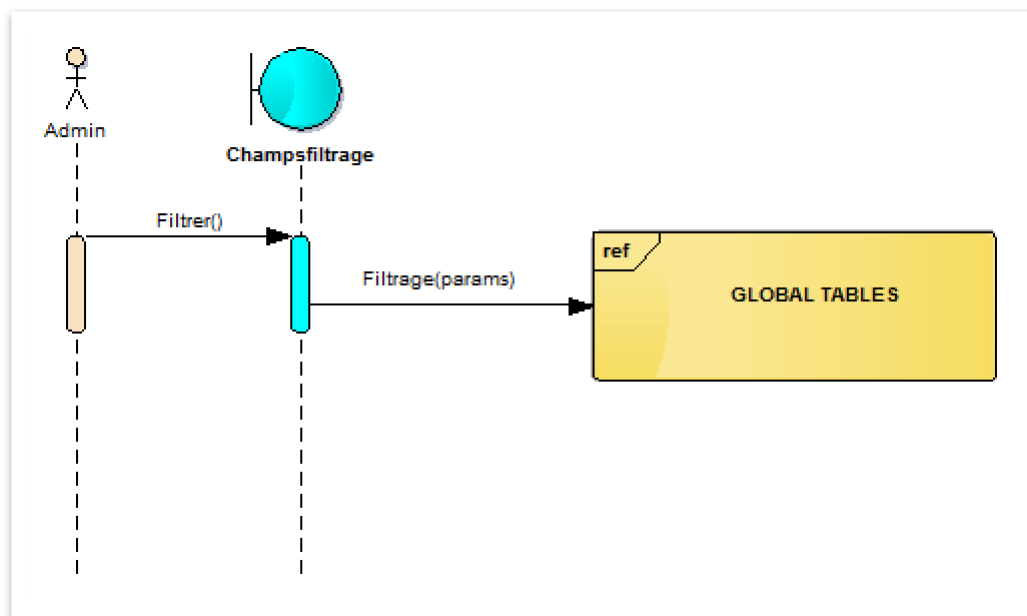 Admin
Champsfiltrage
Filtrer()
Filtrage(params)
ref
GLOBAL TABLES